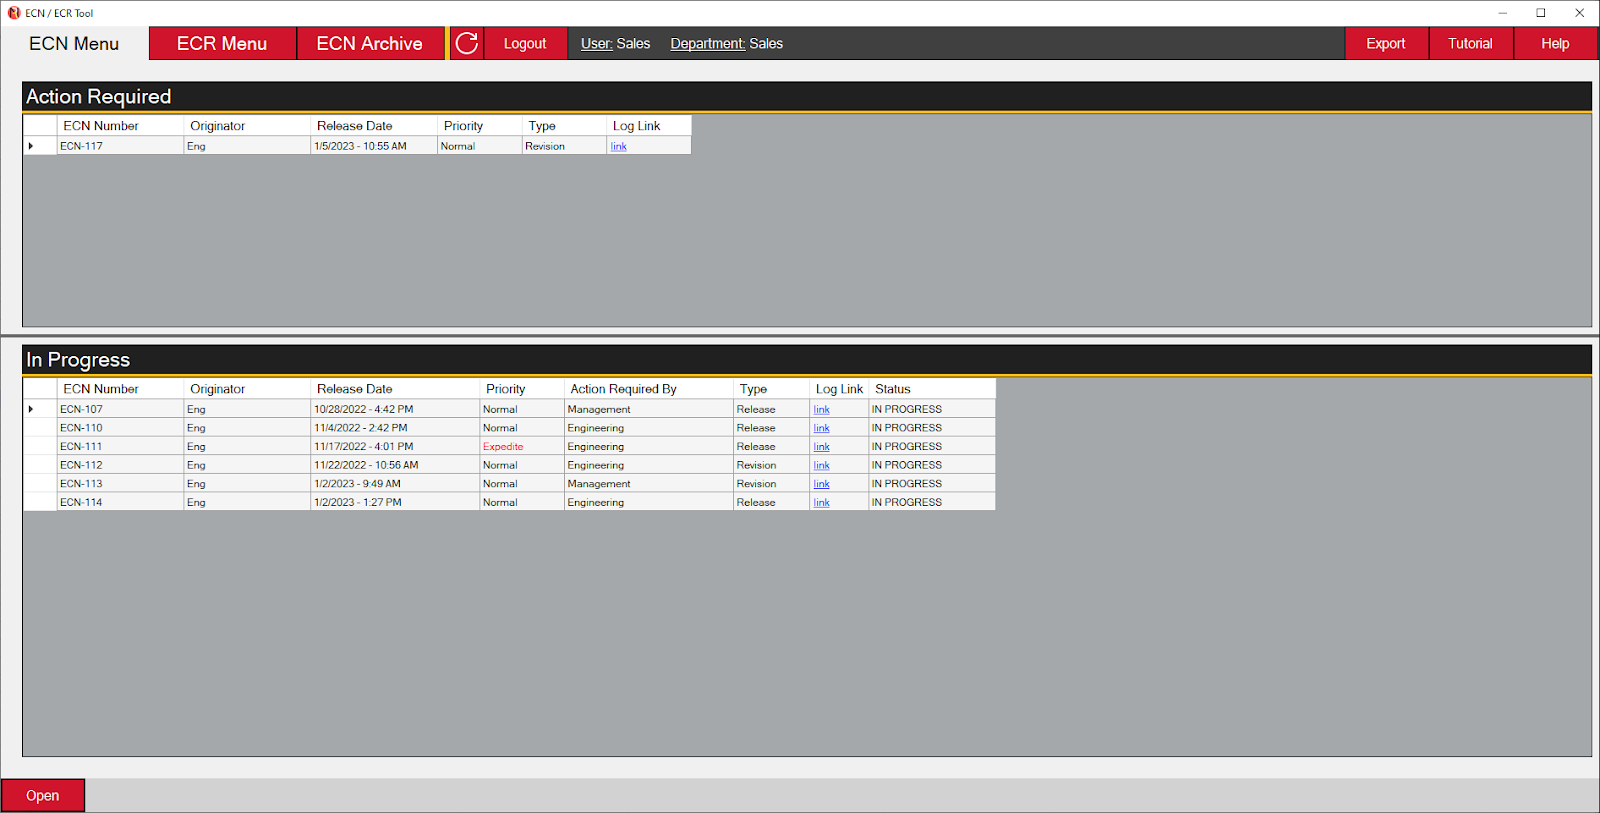 ECN / ECR Tool
ECN Menu ECR Menu ECN Archive Logout User: Sales Department: Sales Export Tutorial Help
Action Required
ECN Number Originator Release Date Priority Type Log Link
ECN-117 Eng 1/5/2023 - 10:55 AM Normal Revision link
In Progress
ECN Number Originator Release Date Priority Action Required By Type Log Link Status
ECN-107 Eng 10/28/2022 - 4:42 PM Normal Management Release link IN PROGRESS
ECN-110 Eng 11/4/2022 - 2:42 PM Normal Engineering Release link IN PROGRESS
ECN-111 Eng 11/17/2022 - 4:01 PM Expedite Engineering Release link IN PROGRESS
ECN-112 Eng 11/22/2022 - 10:56 AM Normal Engineering Revision link IN PROGRESS
ECN-113 Eng 1/2/2023 - 9:49 AM Normal Management Revision link IN PROGRESS
ECN-114 Eng 1/2/2023 - 1:27 PM Normal Engineering Release link IN PROGRESS
Open